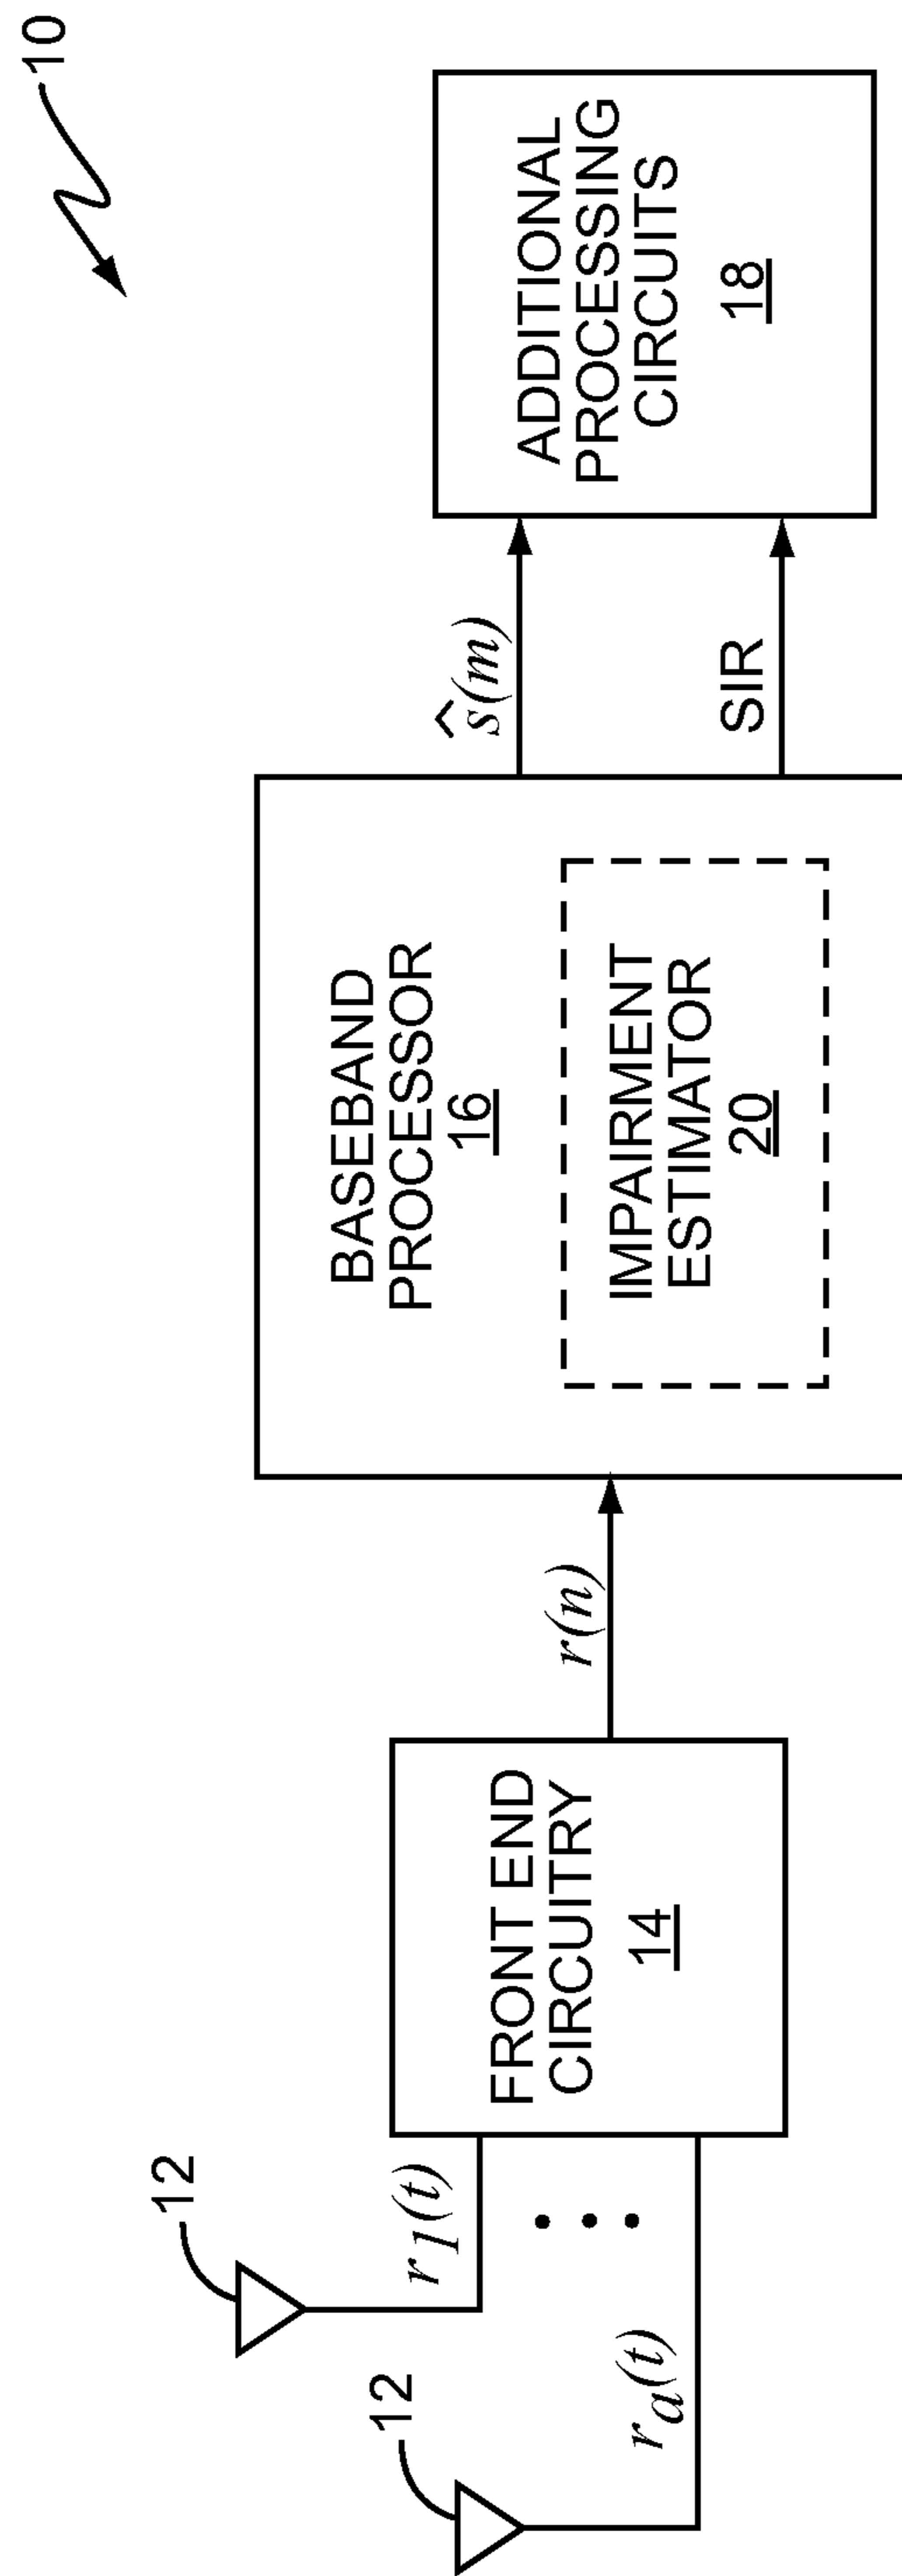 10
12
12
r1(t)
ra(t)
FRONT END
CIRCUITRY
14
r(n)
BASEBAND
PROCESSOR
16
IMPAIRMENT
ESTIMATOR
20
ŝ(m)
SIR
ADDITIONAL
PROCESSING
CIRCUITS
18